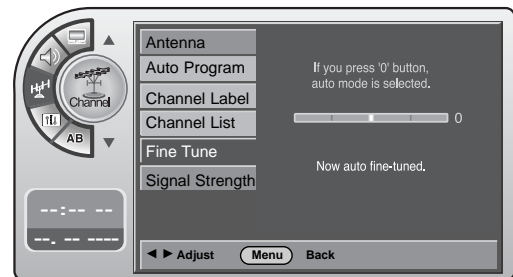 Antenna
Auto Program
Channel Label
Channel List
Fine Tune
Signal Strength
If you press '0' button,
auto mode is selected.
0
Now auto fine-tuned.
Channel
AB
--:-- --
--. -- ----
◄ ► Adjust Menu Back